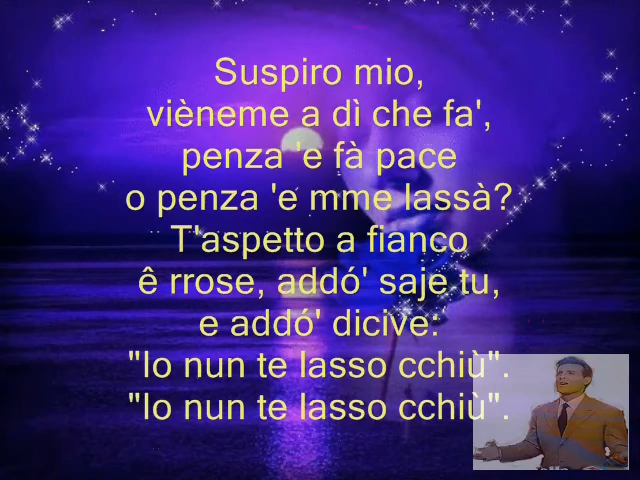 Suspiro mio,
vièneme a dì che fa',
penza 'e fà pace
o penza 'e mme lassà?
T'aspetto a fianco
ê rrose, addó' saje tu,
e addó' dicive:
"Io nun te lasso cchiù".
"Io nun te lasso cchiù".